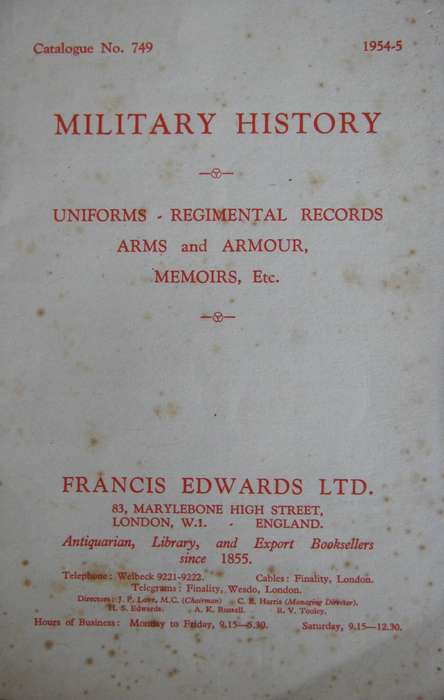 Catalogue No. 749 1954-5
MILITARY HISTORY
UNIFORMS - REGIMENTAL RECORDS
ARMS and ARMOUR,
MEMOIRS, Etc.
FRANCIS EDWARDS LTD.
83, MARYLEBONE HIGH STREET,
LONDON, W.1. - ENGLAND.
Antiquarian, Library, and Export Booksellers
since 1855.
Telephone: Welbeck 9221-9222. Cables: Finality, London.
Telegrams: Finality, Wesdo, London.
Directors: J. P. Love, M.C. (Chairman) C. E. Harris (Managing Director).
H. S. Edwards. A. K. Russell. R. V. Tooley.
Hours of Business: Monday to Friday, 9.15—5.30. Saturday, 9.15—12.30.